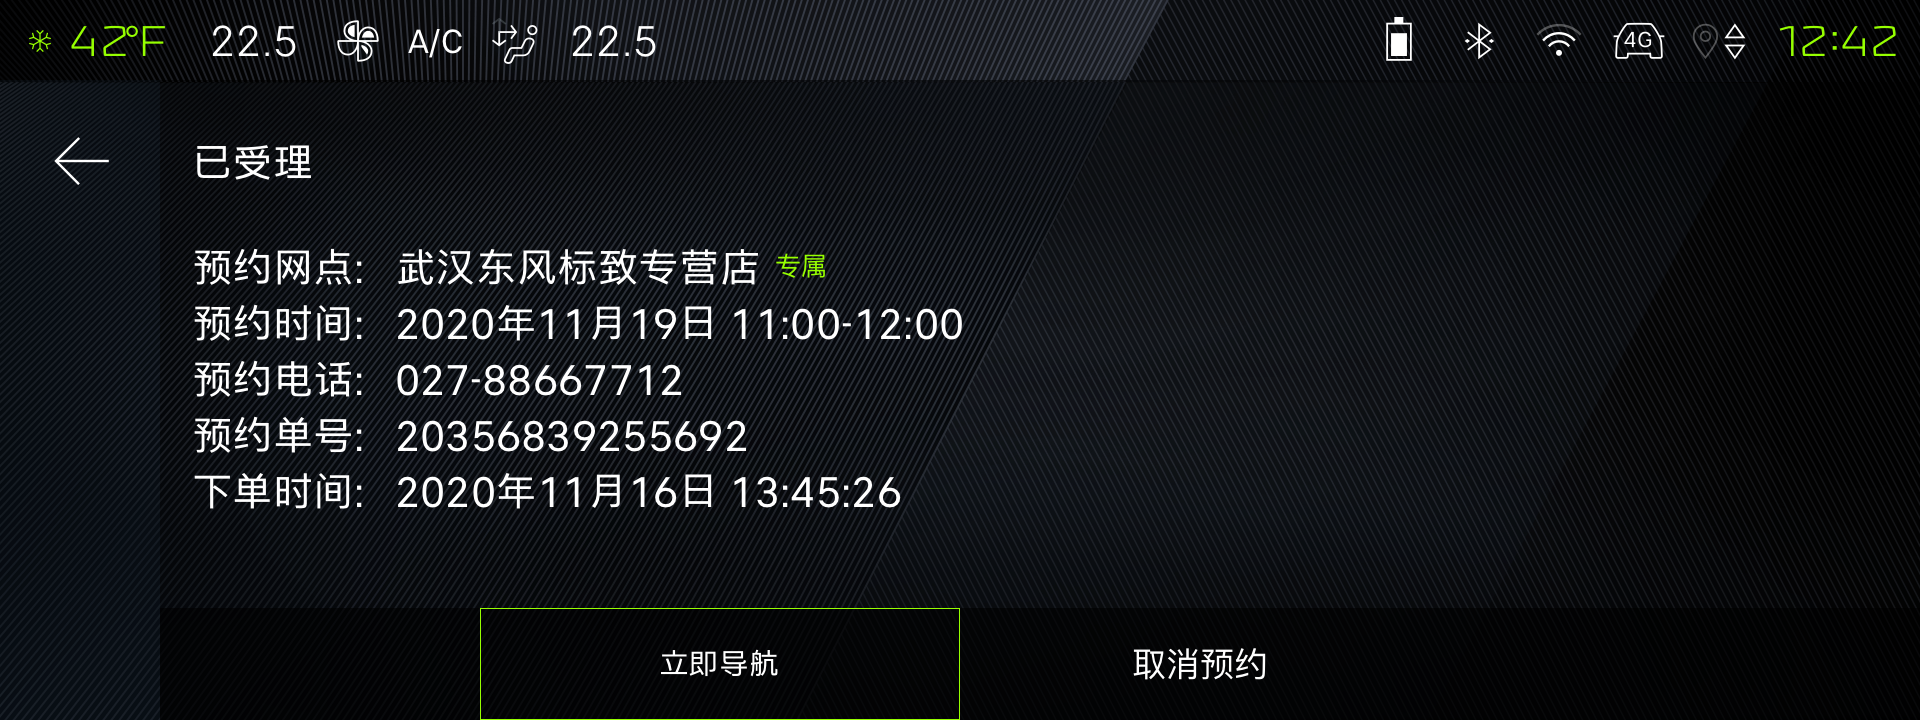 42°F 22.5 A/C 22.5 4G 12:42
已受理
预约网点: 武汉东风标致专营店 专属
预约时间: 2020年11月19日 11:00-12:00
预约电话: 027-88667712
预约单号: 20356839255692
下单时间: 2020年11月16日 13:45:26
立即导航 取消预约